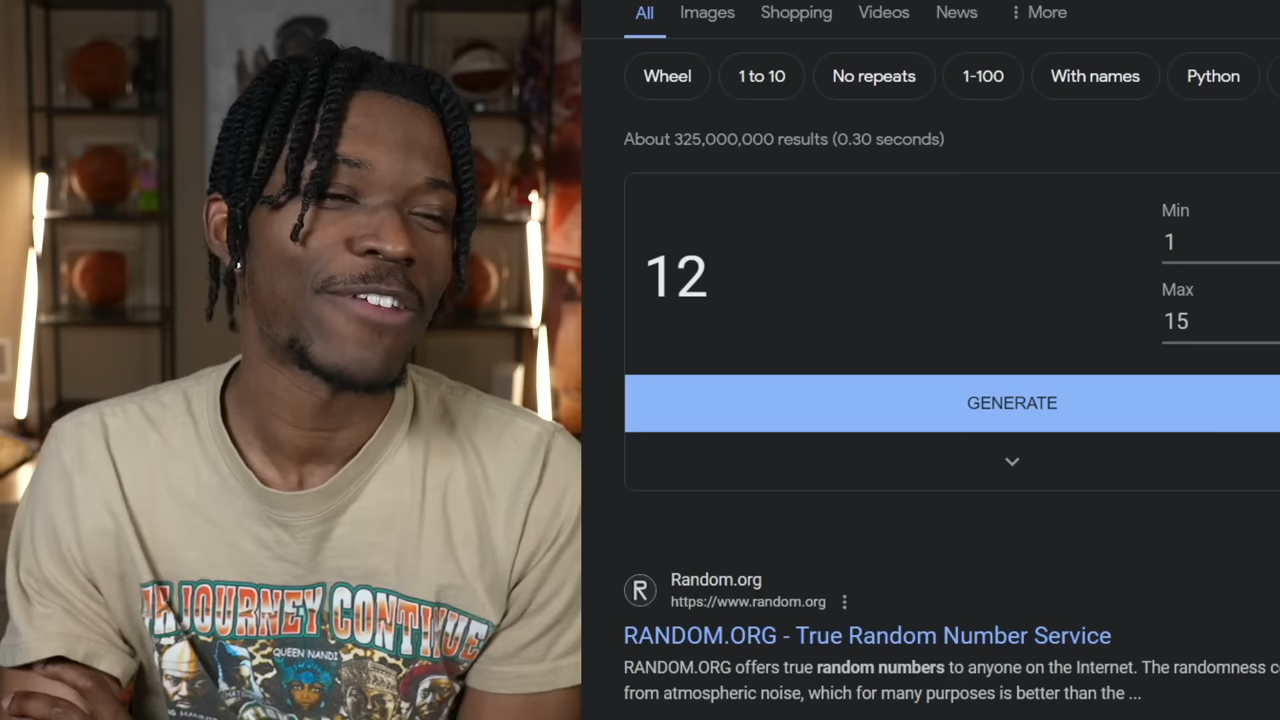 All Images Shopping Videos News More
Wheel 1 to 10 No repeats 1-100 With names Python
About 325,000,000 results (0.30 seconds)
Min
1
12
Max
15
GENERATE
Random.org
https://www.random.org
RANDOM.ORG - True Random Number Service
RANDOM.ORG offers true random numbers to anyone on the Internet. The randomness
from atmospheric noise, which for many purposes is better than the ...
JOURNEY
QUEEN NANDI